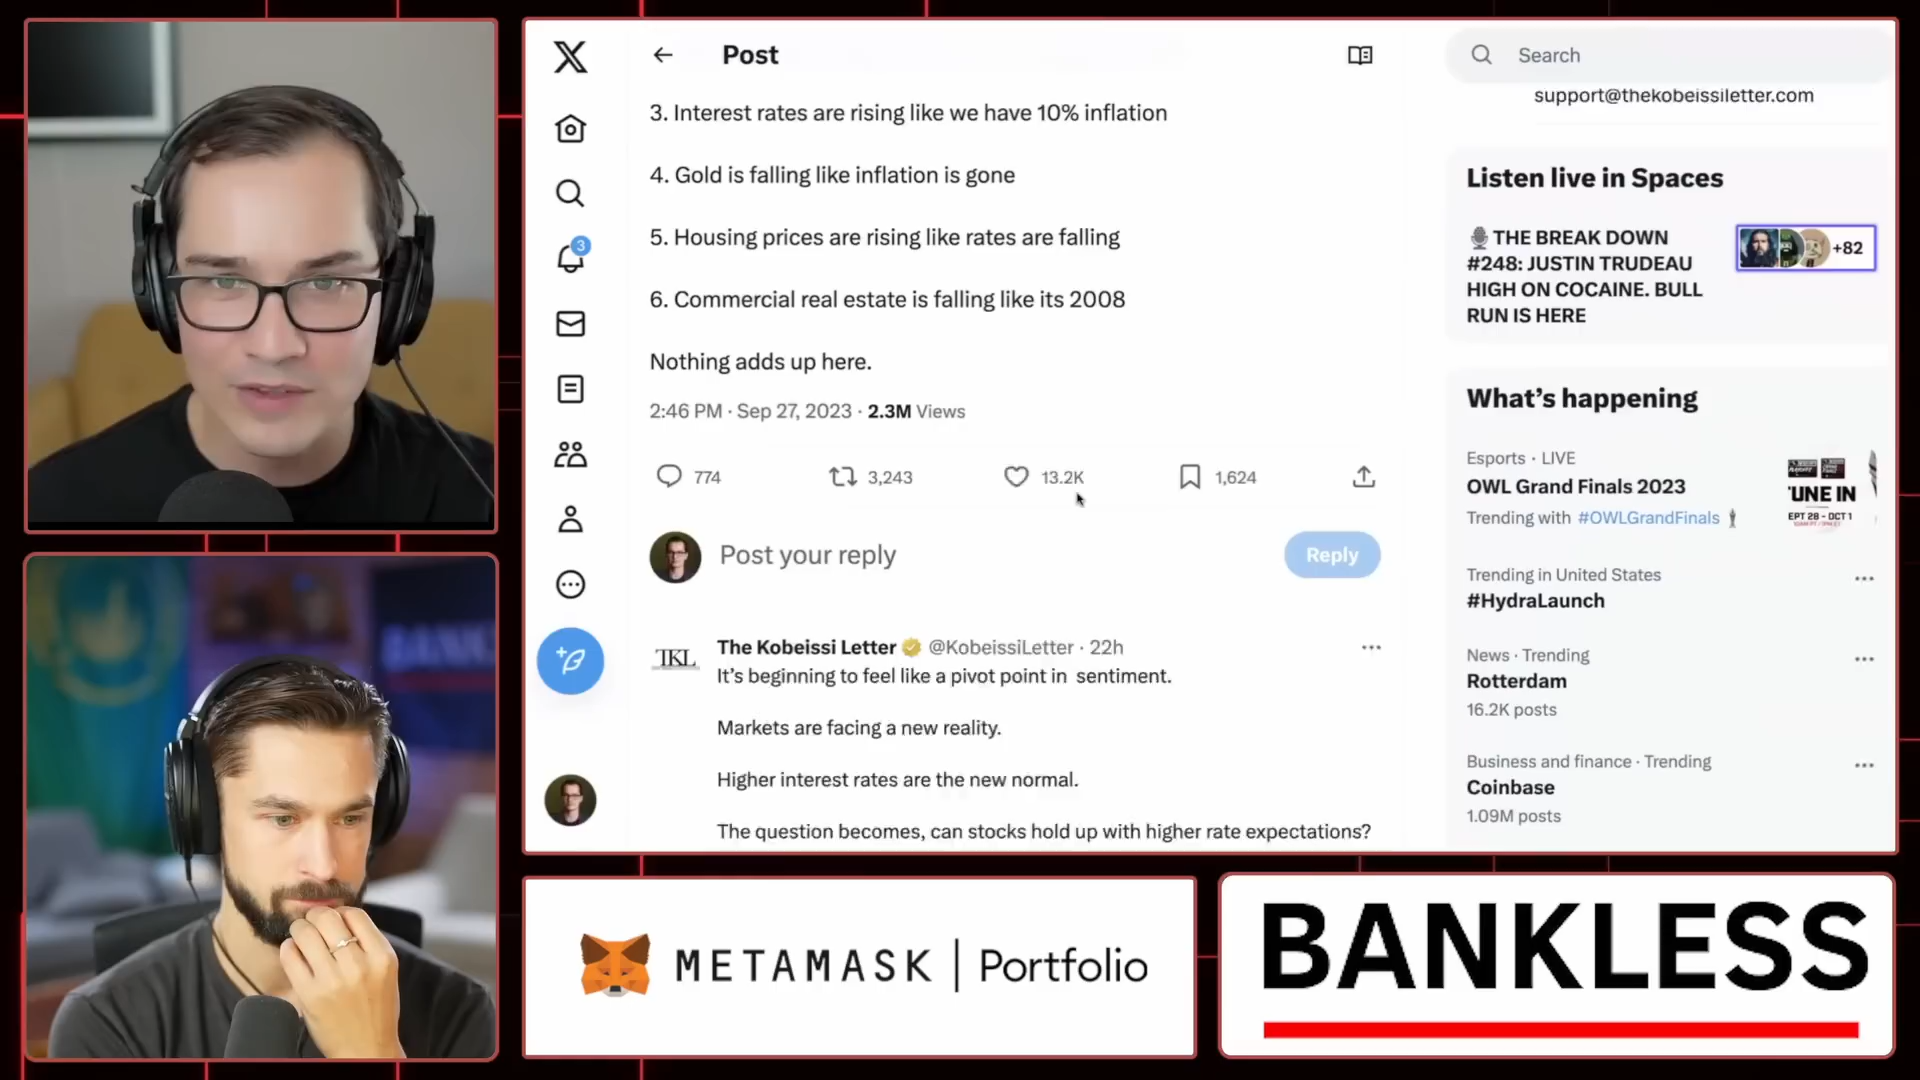 Post
3. Interest rates are rising like we have 10% inflation
4. Gold is falling like inflation is gone
5. Housing prices are rising like rates are falling
6. Commercial real estate is falling like its 2008
Nothing adds up here.
2:46 PM · Sep 27, 2023 · 2.3M Views
774 3,243 13.2K 1,624
Post your reply
Reply
3
TKL
The Kobeissi Letter @KobeissiLetter · 22h
It's beginning to feel like a pivot point in sentiment.
Markets are facing a new reality.
Higher interest rates are the new normal.
The question becomes, can stocks hold up with higher rate expectations?
Search
support@thekobeissiletter.com
Listen live in Spaces
THE BREAK DOWN
#248: JUSTIN TRUDEAU
HIGH ON COCAINE. BULL
RUN IS HERE
+82
What's happening
Esports · LIVE
OWL Grand Finals 2023
Trending with #OWLGrandFinals
UNE IN
EPT 28 - OCT 1
Trending in United States
#HydraLaunch
News · Trending
Rotterdam
16.2K posts
Business and finance · Trending
Coinbase
1.09M posts
METAMASK | Portfolio
BANKLESS